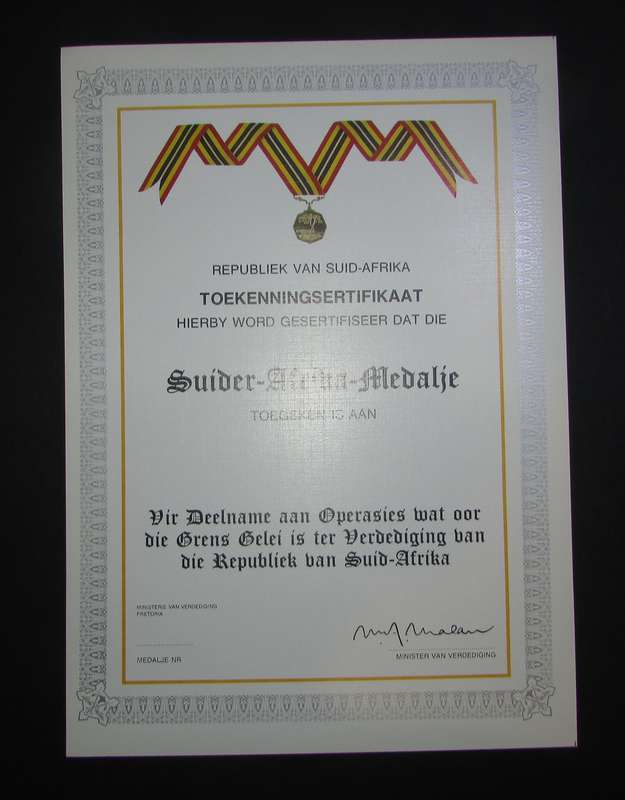 REPUBLIEK VAN SUID-AFRIKA
TOEKENNINGSERTIFIKAAT
HIERBY WORD GESERTIFISEER DAT DIE
Suider-Afrika-Medalje
TOEGEKEN IS AAN
Vir Deelname aan Operasies wat oor
die Grens Gelei is ter Verdediging van
die Republiek van Suid-Afrika
MINISTERIE VAN VERDEDIGING
PRETORIA
MEDALJE NR
MINISTER VAN VERDEDIGING